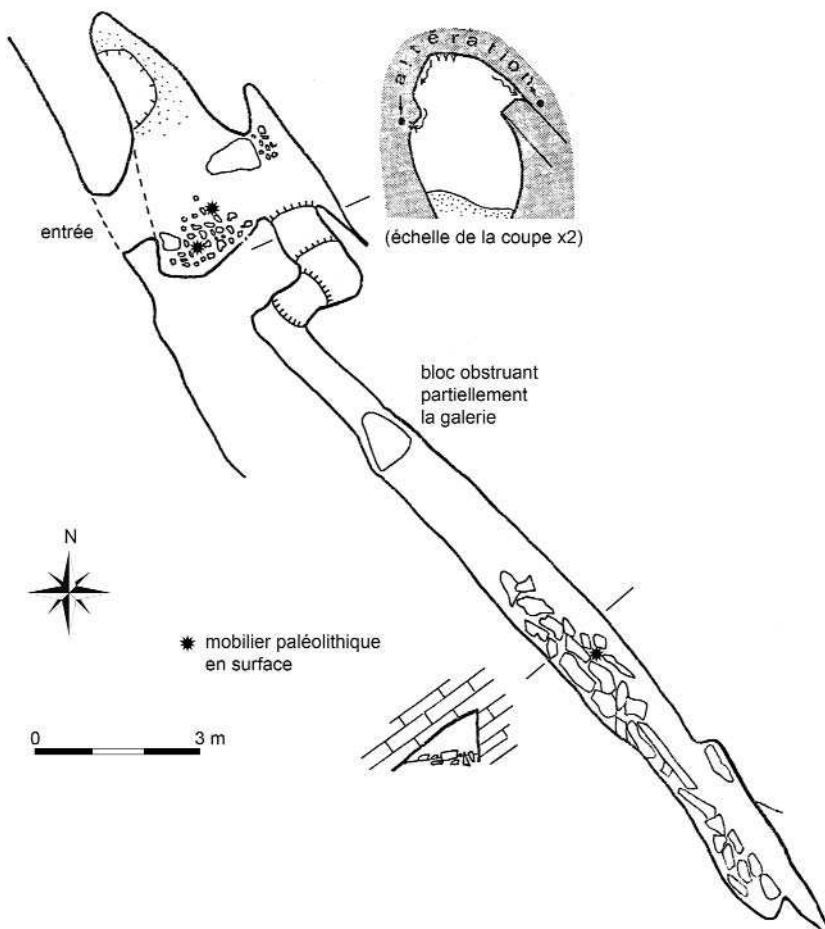 altération
entrée
(échelle de la coupe x2)
bloc obstruant
partiellement
la galerie
N
mobilier paléolithique
en surface
0 3 m